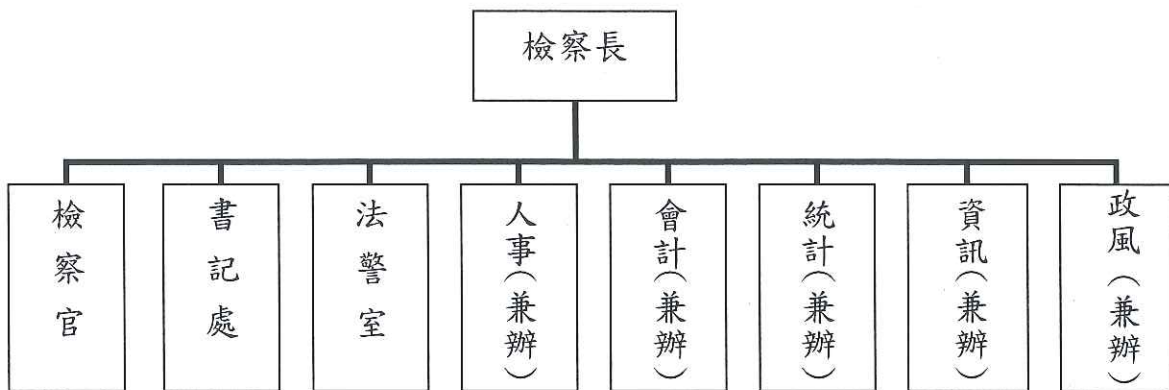 檢察長
檢察官
書記處
法警室
人事(兼辦)
會計(兼辦)
統計(兼辦)
資訊(兼辦)
政風(兼辦)